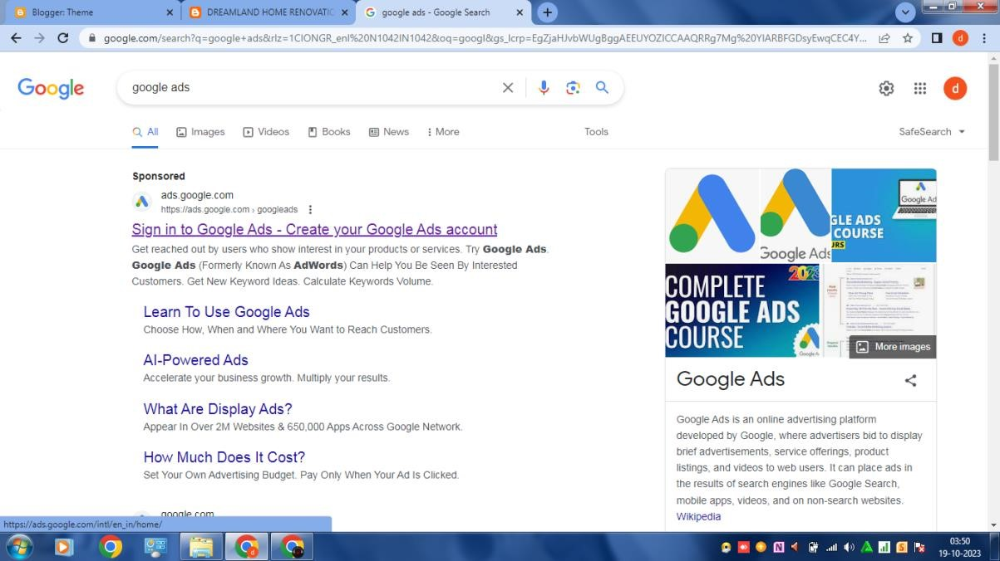 Blogger: Theme
DREAMLAND HOME RENOVATIC
google ads - Google Search
google.com/search?q=google+ads&rlz=1CIONGR_enI%20N1042IN1042&oq=googl&gs_lcrp=EgZjaHJvbWUgBggAEEUYOZICCAAQRRg7Mg%20YIARBFGDsyEwqCEC4Y...
d
Google
google ads
d
All
Images
Videos
Books
News
More
Tools
SafeSearch
Sponsored
ads.google.com
https://ads.google.com › googleads
Sign in to Google Ads - Create your Google Ads account
Get reached out by users who show interest in your products or services. Try Google Ads.
Google Ads (Formerly Known As AdWords) Can Help You Be Seen By Interested
Customers. Get New Keyword Ideas. Calculate Keywords Volume.
Learn To Use Google Ads
Choose How, When and Where You Want to Reach Customers.
AI-Powered Ads
Accelerate your business growth. Multiply your results.
What Are Display Ads?
Appear In Over 2M Websites & 650,000 Apps Across Google Network.
How Much Does It Cost?
Set Your Own Advertising Budget. Pay Only When Your Ad Is Clicked.
google.com
Google Ads
Google Ad
GLE ADS
COURSE
URS
2023
COMPLETE
GOOGLE ADS
COURSE
Google Ad
More images
Google Ads
Google Ads is an online advertising platform
developed by Google, where advertisers bid to display
brief advertisements, service offerings, product
listings, and videos to web users. It can place ads in
the results of search engines like Google Search,
mobile apps, videos, and on non-search websites.
Wikipedia
https://ads.google.com/intl/en_in/home/
03:50
19-10-2023